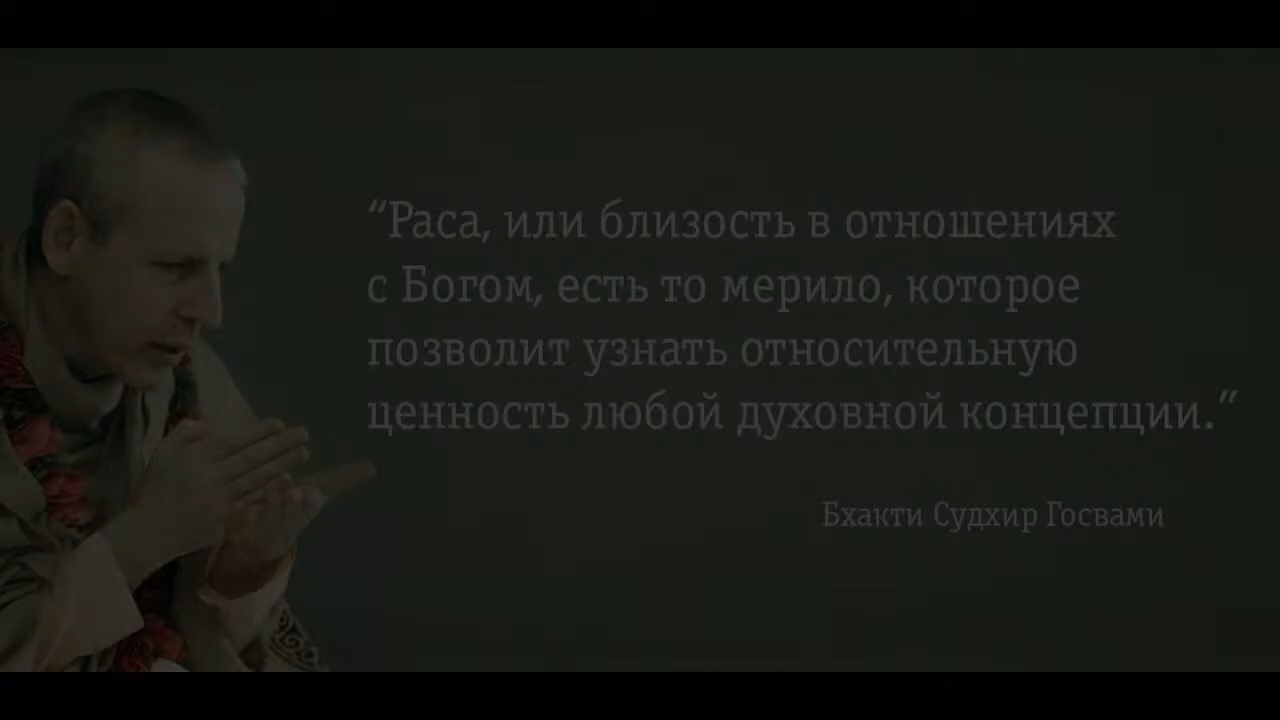 “Раса, или близость в отношениях
с Богом, есть то мерило, которое
позволит узнать относительную
ценность любой духовной концепции.”
Бхакти Судхир Госвами